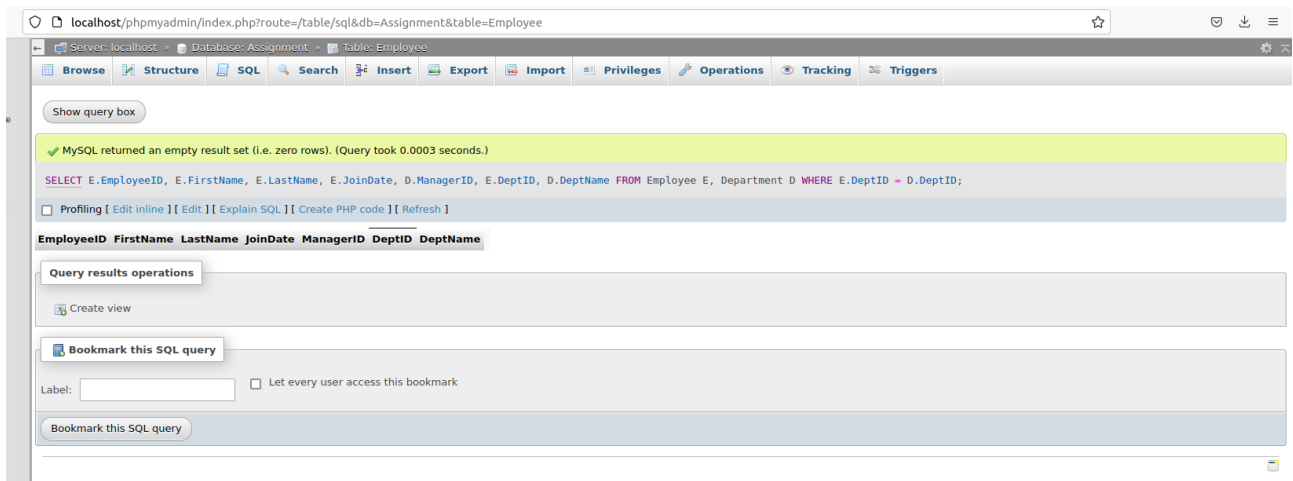 localhost/phpmyadmin/index.php?route=/table/sql&db=Assignment&table=Employee
Server: localhost » Database: Assignment » Table: Employee
Browse Structure SQL Search Insert Export Import Privileges Operations Tracking Triggers
Show query box
MySQL returned an empty result set (i.e. zero rows). (Query took 0.0003 seconds.)
SELECT E.EmployeeID, E.FirstName, E.LastName, E.JoinDate, D.ManagerID, E.DeptID, D.DeptName FROM Employee E, Department D WHERE E.DeptID = D.DeptID;
Profiling [ Edit inline ] [ Edit ] [ Explain SQL ] [ Create PHP code ] [ Refresh ]
EmployeeID FirstName LastName JoinDate ManagerID DeptID DeptName
Query results operations
Create view
Bookmark this SQL query
Label: Let every user access this bookmark
Bookmark this SQL query